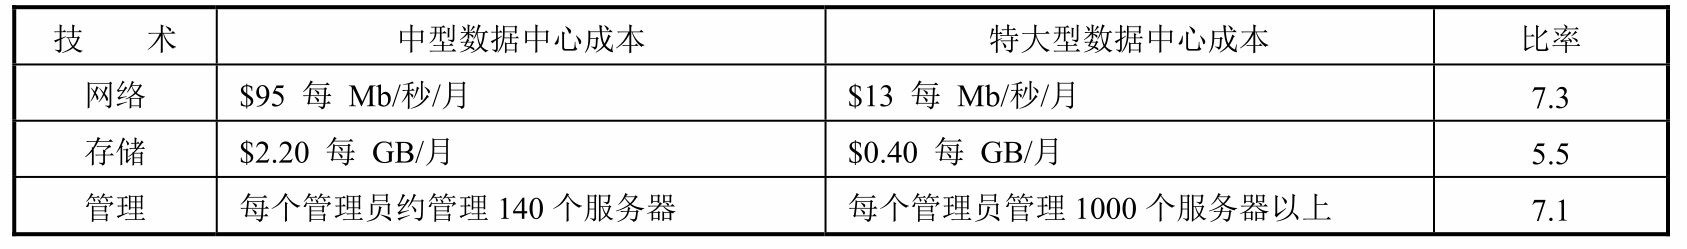 技 术 中型数据中心成本 特大型数据中心成本 比率
网络 $95 每 Mb/秒/月 $13 每 Mb/秒/月 7.3
存储 $2.20 每 GB/月 $0.40 每 GB/月 5.5
管理 每个管理员约管理 140 个服务器 每个管理员管理 1000 个服务器以上 7.1